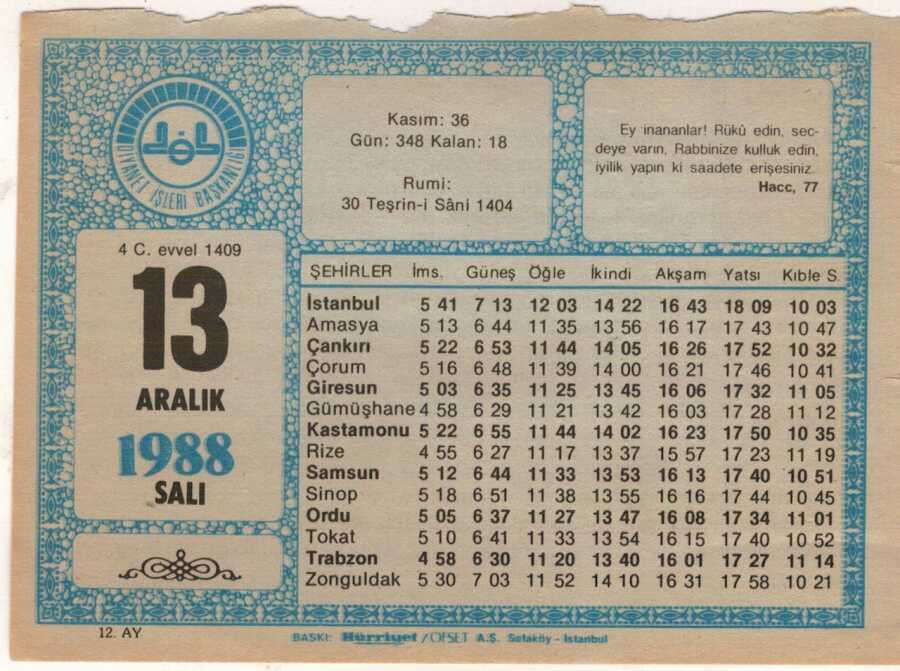 DİYANET İŞLERİ BAŞKANLIĞI
4 C. evvel 1409
13
ARALIK
1988
SALI
Kasım: 36
Gün: 348 Kalan: 18
Rumi:
30 Teşrin-i Sâni 1404
Ey inananlar! Rükû edin, sec-
deye varın, Rabbinize kulluk edin,
iyilik yapın ki saadete erişesiniz.
Hacc, 77
ŞEHİRLER İms. Güneş Öğle İkindi Akşam Yatsı Kıble S.
İstanbul 5 41 7 13 12 03 14 22 16 43 18 09 10 03
Amasya 5 13 6 44 11 35 13 56 16 17 17 43 10 47
Çankırı 5 22 6 53 11 44 14 05 16 26 17 52 10 32
Çorum 5 16 6 48 11 39 14 00 16 21 17 46 10 41
Giresun 5 03 6 35 11 25 13 45 16 06 17 32 11 05
Gümüşhane 4 58 6 29 11 21 13 42 16 03 17 28 11 12
Kastamonu 5 22 6 55 11 44 14 02 16 23 17 50 10 35
Rize 4 55 6 27 11 17 13 37 15 57 17 23 11 19
Samsun 5 12 6 44 11 33 13 53 16 13 17 40 10 51
Sinop 5 18 6 51 11 38 13 55 16 16 17 44 10 45
Ordu 5 05 6 37 11 27 13 47 16 08 17 34 11 01
Tokat 5 10 6 41 11 33 13 54 16 15 17 40 10 52
Trabzon 4 58 6 30 11 20 13 40 16 01 17 27 11 14
Zonguldak 5 30 7 03 11 52 14 10 16 31 17 58 10 21
12. AY
BASKI: Hürriyet / OFSET A.Ş. Sefaköy - İstanbul